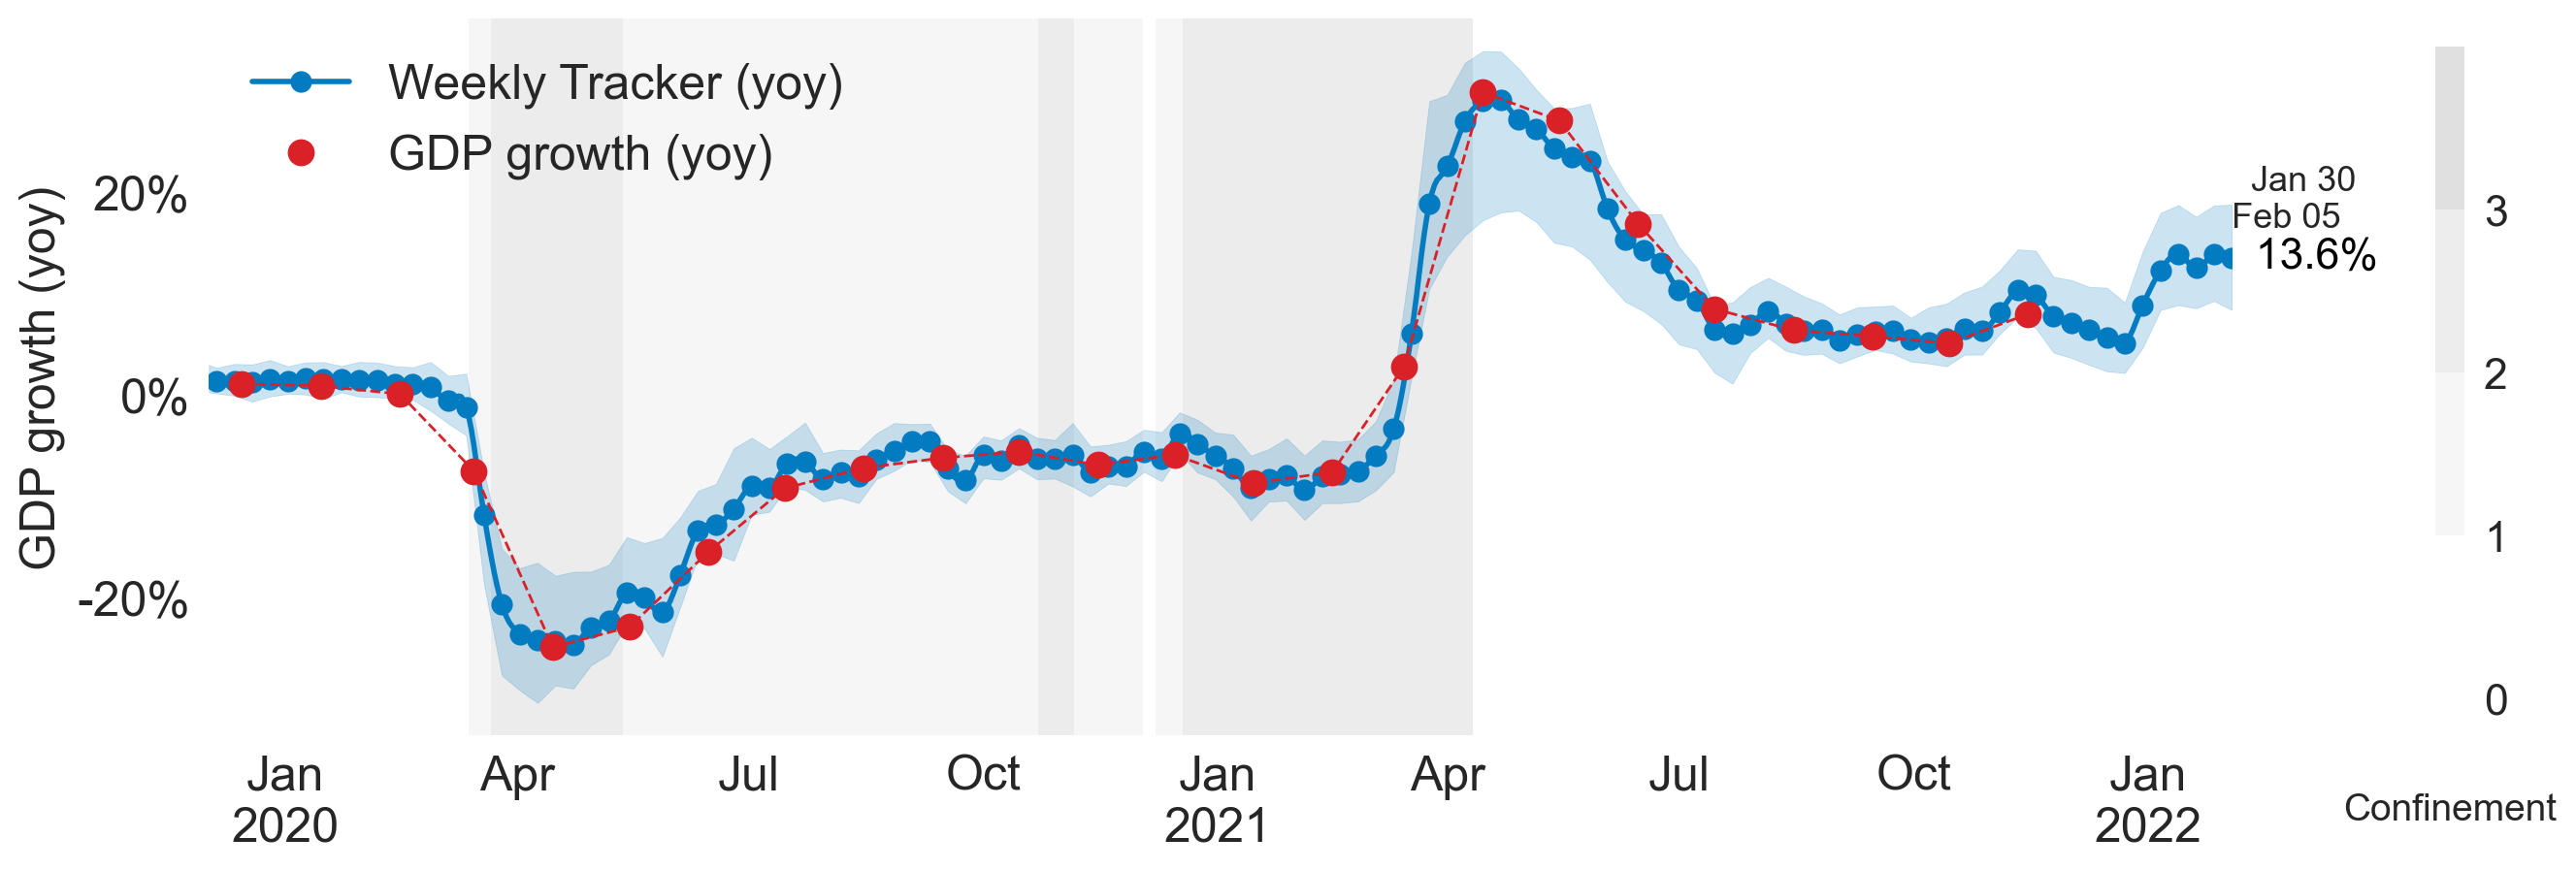 Weekly Tracker (yoy)
GDP growth (yoy)
GDP growth (yoy)
20%
0%
-20%
Jan 30
Feb 05
13.6%
3
2
1
0
Jan
2020
Apr
Jul
Oct
Jan
2021
Apr
Jul
Oct
Jan
2022
Confinement